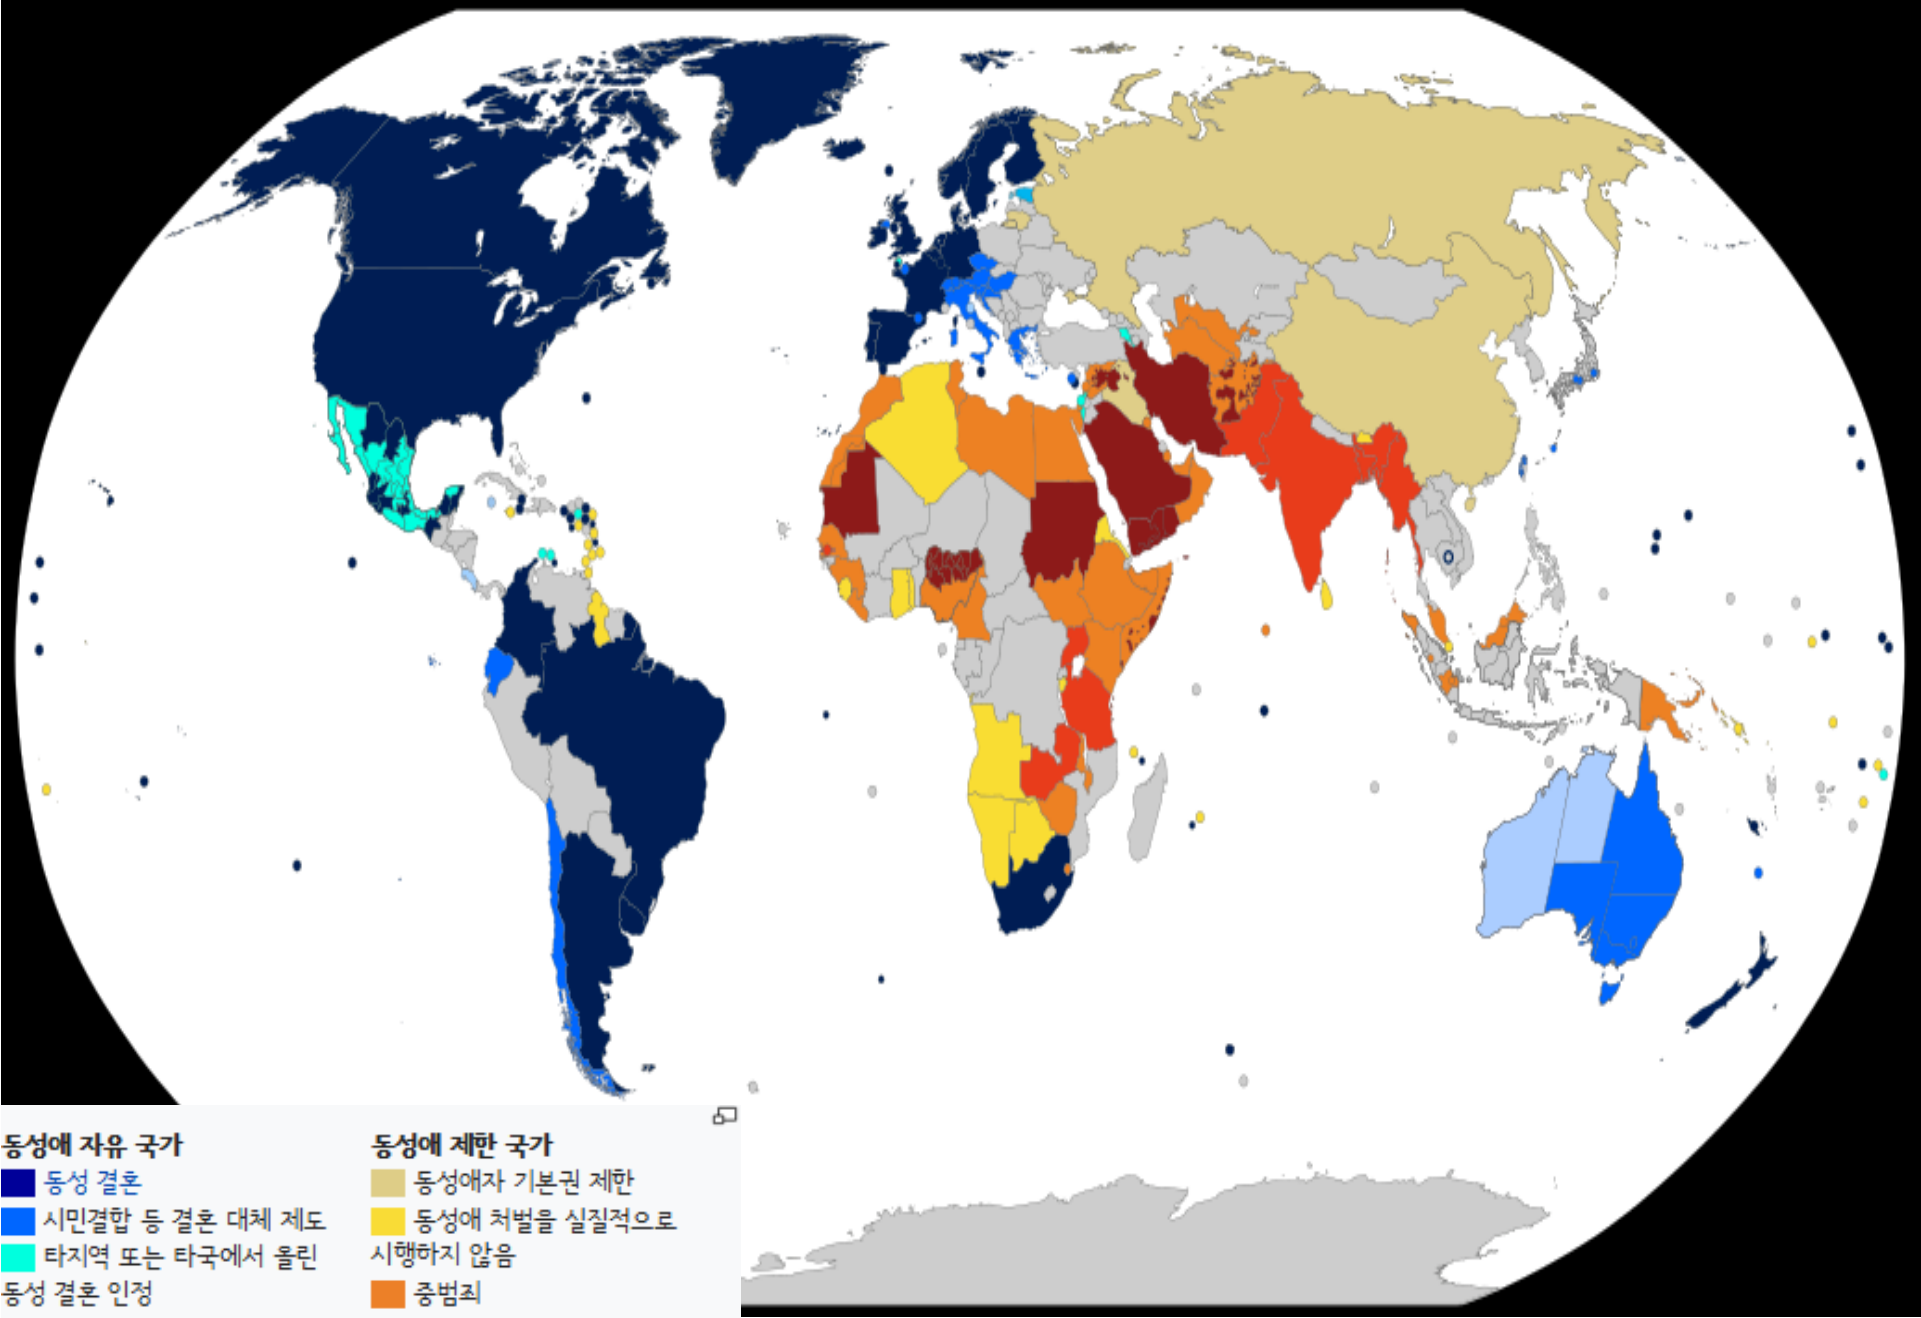 동성애 자유 국가
동성 결혼
시민결합 등 결혼 대체 제도
타지역 또는 타국에서 올린
동성 결혼 인정
동성애 제한 국가
동성애자 기본권 제한
동성애 처벌을 실질적으로
시행하지 않음
중범죄